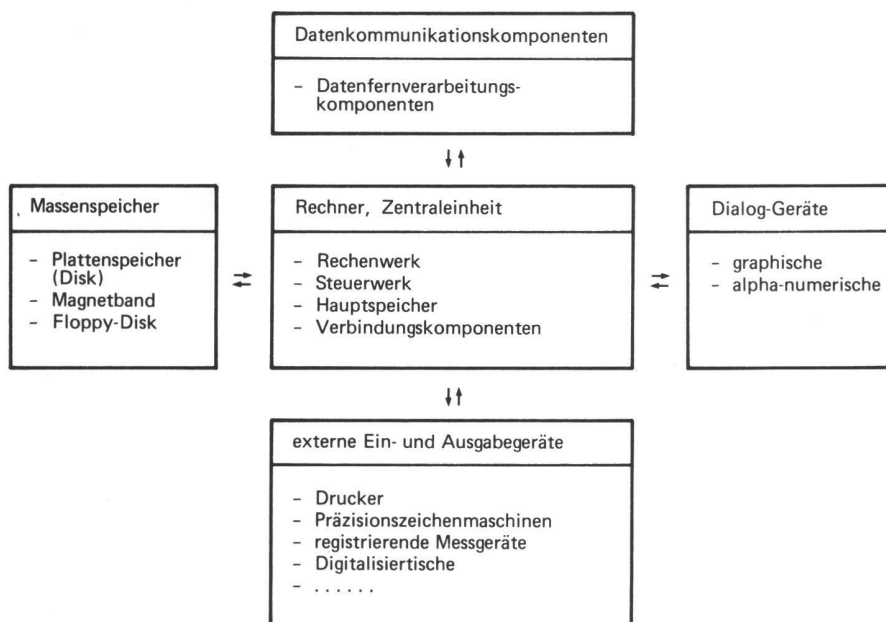 Datenkommunikationskomponenten
- Datenfernverarbeitungs-
komponenten
Massenspeicher
- Plattenspeicher
(Disk)
- Magnetband
- Floppy-Disk
Rechner, Zentraleinheit
- Rechenwerk
- Steuerwerk
- Hauptspeicher
- Verbindungskomponenten
Dialog-Geräte
- graphische
- alpha-numerische
externe Ein- und Ausgabegeräte
- Drucker
- Präzisionszeichenmaschinen
- registrierende Messgeräte
- Digitalisiertische
- . . . . . .